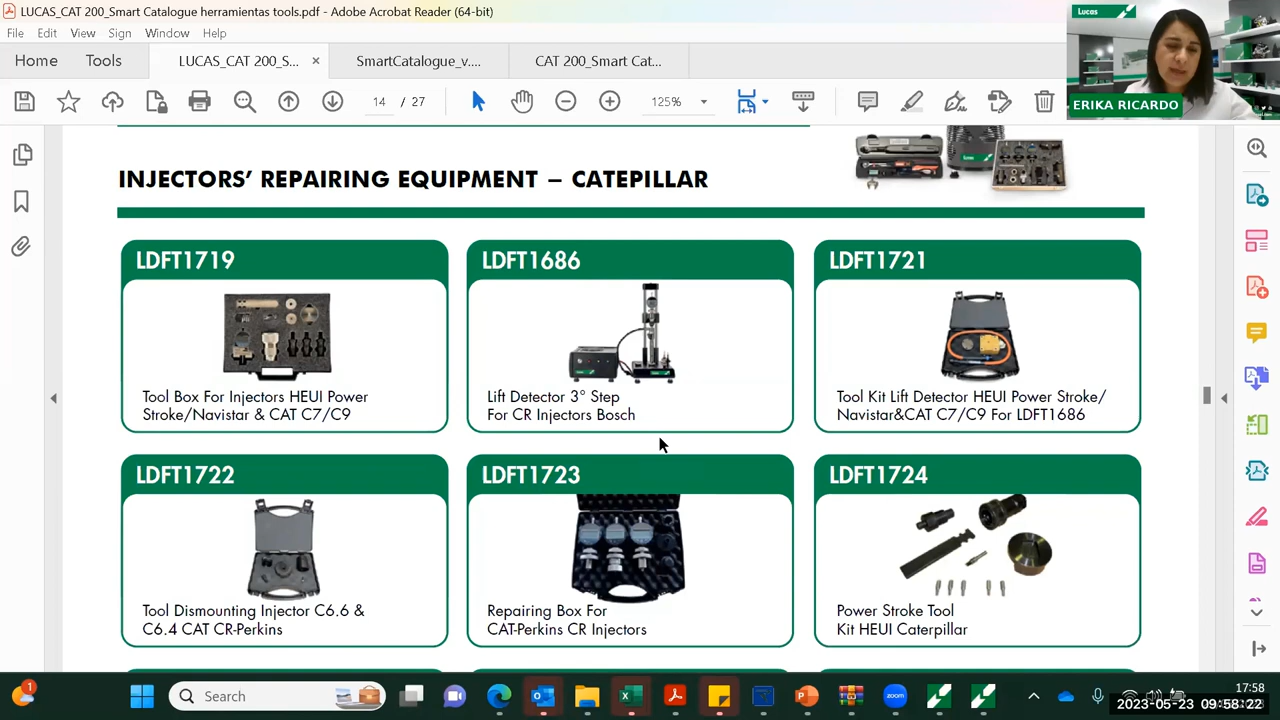 LUCAS_CAT 200_Smart Catalogue herramientas tools.pdf - Adobe Acrobat Reader (64-bit)
File Edit View Sign Window Help
Home Tools LUCAS_CAT 200_S... × SmartCatalogue_v.... CAT 200_Smart Cat...
14 / 27 125%
Lucas
ERIKA RICARDO
INJECTORS' REPAIRING EQUIPMENT – CATEPILLAR
LDFT1719
Tool Box For Injectors HEUI Power
Stroke/Navistar & CAT C7/C9
LDFT1686
Lift Detector 3° Step
For CR Injectors Bosch
LDFT1721
Tool Kit Lift Detector HEUI Power Stroke/
Navistar&CAT C7/C9 For LDFT1686
LDFT1722
Tool Dismounting Injector C6.6 &
C6.4 CAT CR-Perkins
LDFT1723
Repairing Box For
CAT-Perkins CR Injectors
LDFT1724
Power Stroke Tool
Kit HEUI Caterpillar
1
Search
zoom
17:58
2023-05-23 09:58:22